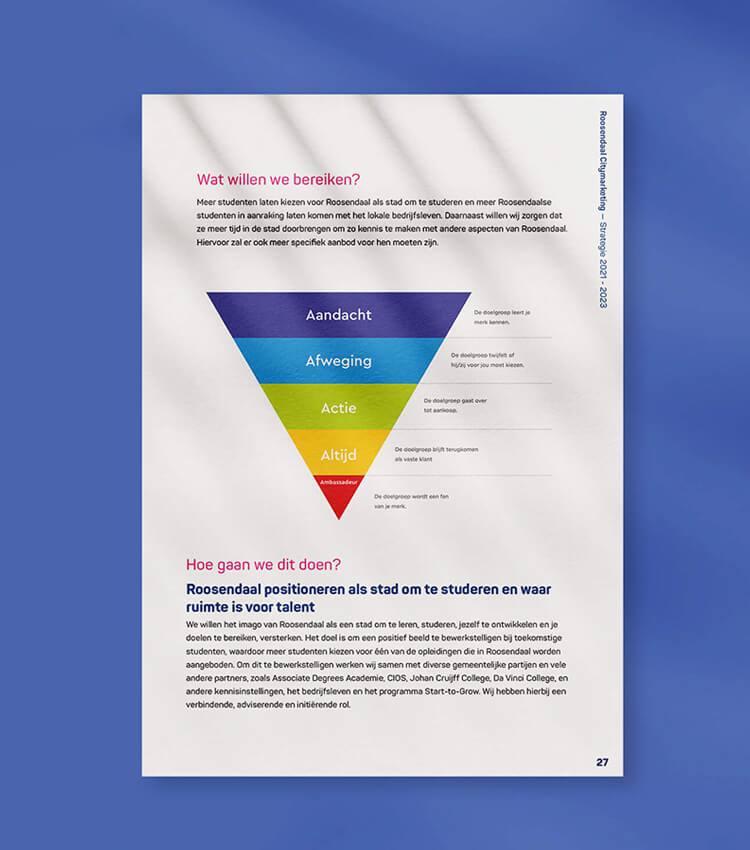 Roosendaal Citymarketing — Strategie 2021 - 2023
Wat willen we bereiken?
Meer studenten laten kiezen voor Roosendaal als stad om te studeren en meer Roosendaalse
studenten in aanraking laten komen met het lokale bedrijfsleven. Daarnaast willen wij zorgen dat
ze meer tijd in de stad doorbrengen om zo kennis te maken met andere aspecten van Roosendaal.
Hiervoor zal er ook meer specifiek aanbod voor hen moeten zijn.
Aandacht
De doelgroep leert je
merk kennen.
Afweging
De doelgroep twijfelt of
hij/zij voor jou moet kiezen.
Actie
De doelgroep gaat over
tot aankoop.
Altijd
De doelgroep blijft terugkomen
als vaste klant
Ambassadeur
De doelgroep wordt een fan
van je merk.
Hoe gaan we dit doen?
Roosendaal positioneren als stad om te studeren en waar
ruimte is voor talent
We willen het imago van Roosendaal als een stad om te leren, studeren, jezelf te ontwikkelen en je
doelen te bereiken, versterken. Het doel is om een positief beeld te bewerkstelligen bij toekomstige
studenten, waardoor meer studenten kiezen voor één van de opleidingen die in Roosendaal worden
aangeboden. Om dit te bewerkstelligen werken wij samen met diverse gemeentelijke partijen en vele
andere partners, zoals Associate Degrees Academie, CIOS, Johan Cruijff College, Da Vinci College, en
andere kennisinstellingen, het bedrijfsleven en het programma Start-to-Grow. Wij hebben hierbij een
verbindende, adviserende en initiërende rol.
27